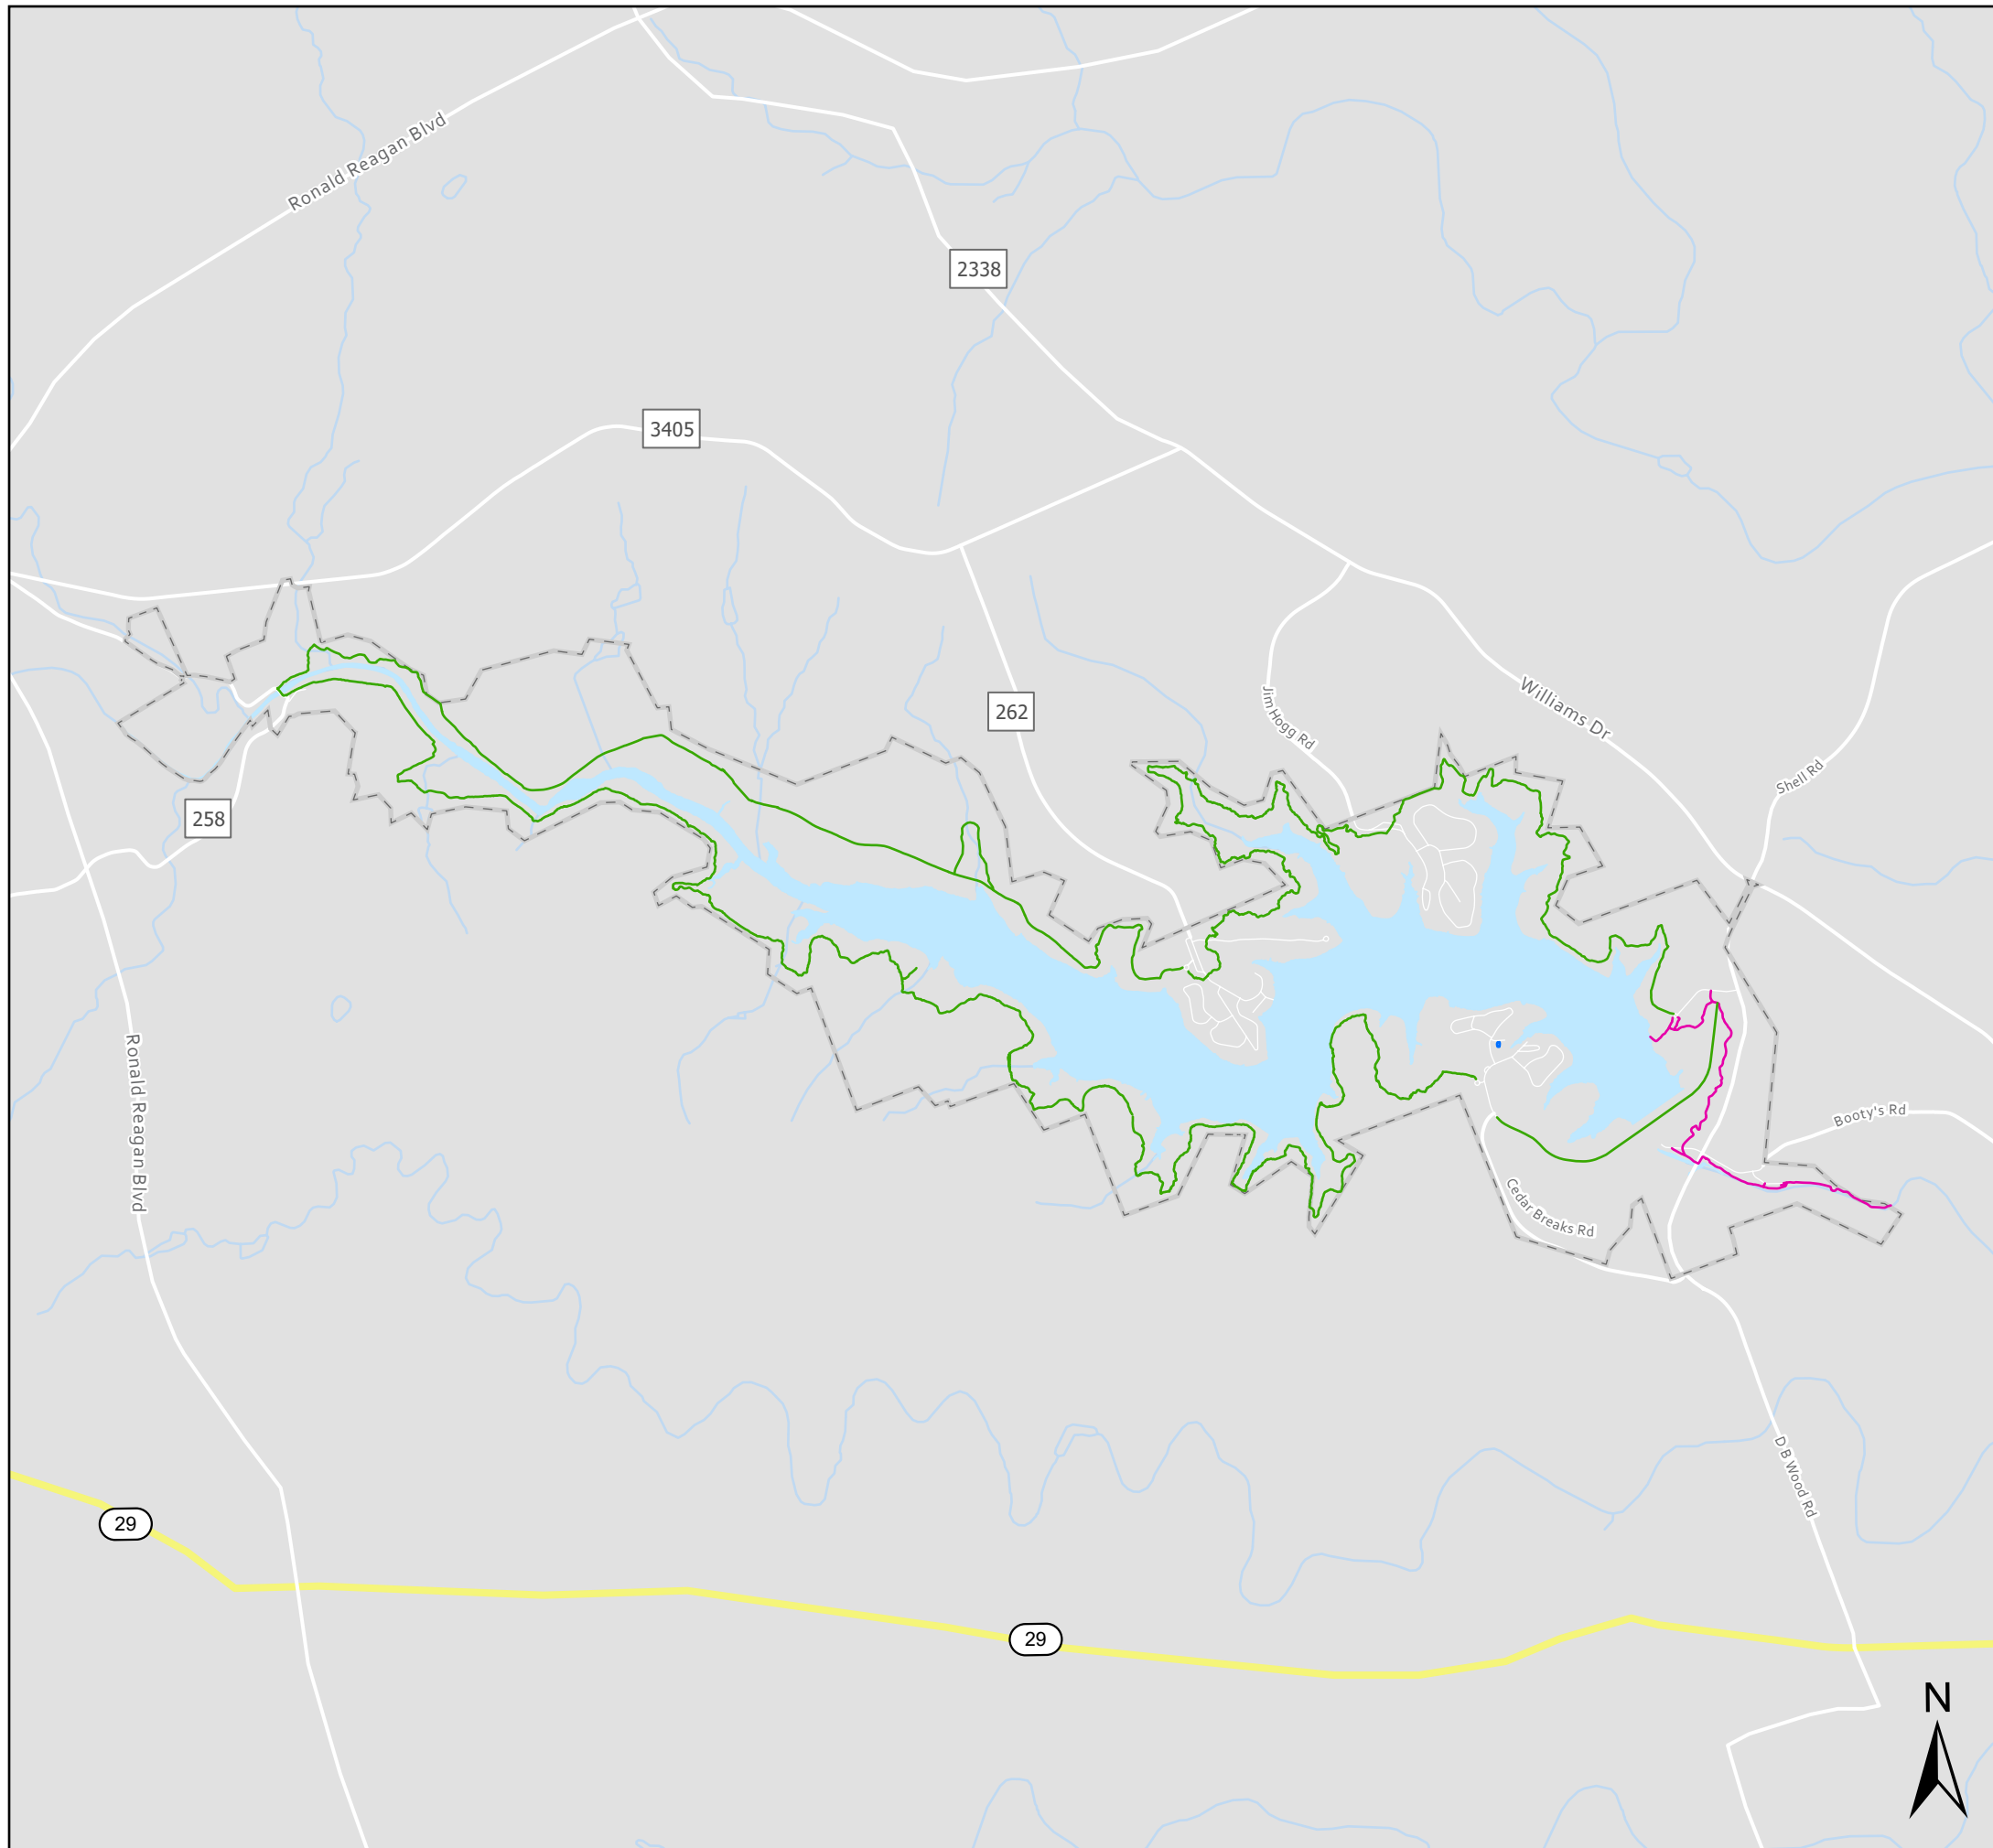 Ronald Reagan Blvd
2338
3405
262
Jim Hogg Rd
Williams Dr
Shell Rd
258
Ronald Reagan Blvd
Booty's Rd
Cedar Breaks Rd
D B Wood Rd
29
29
N